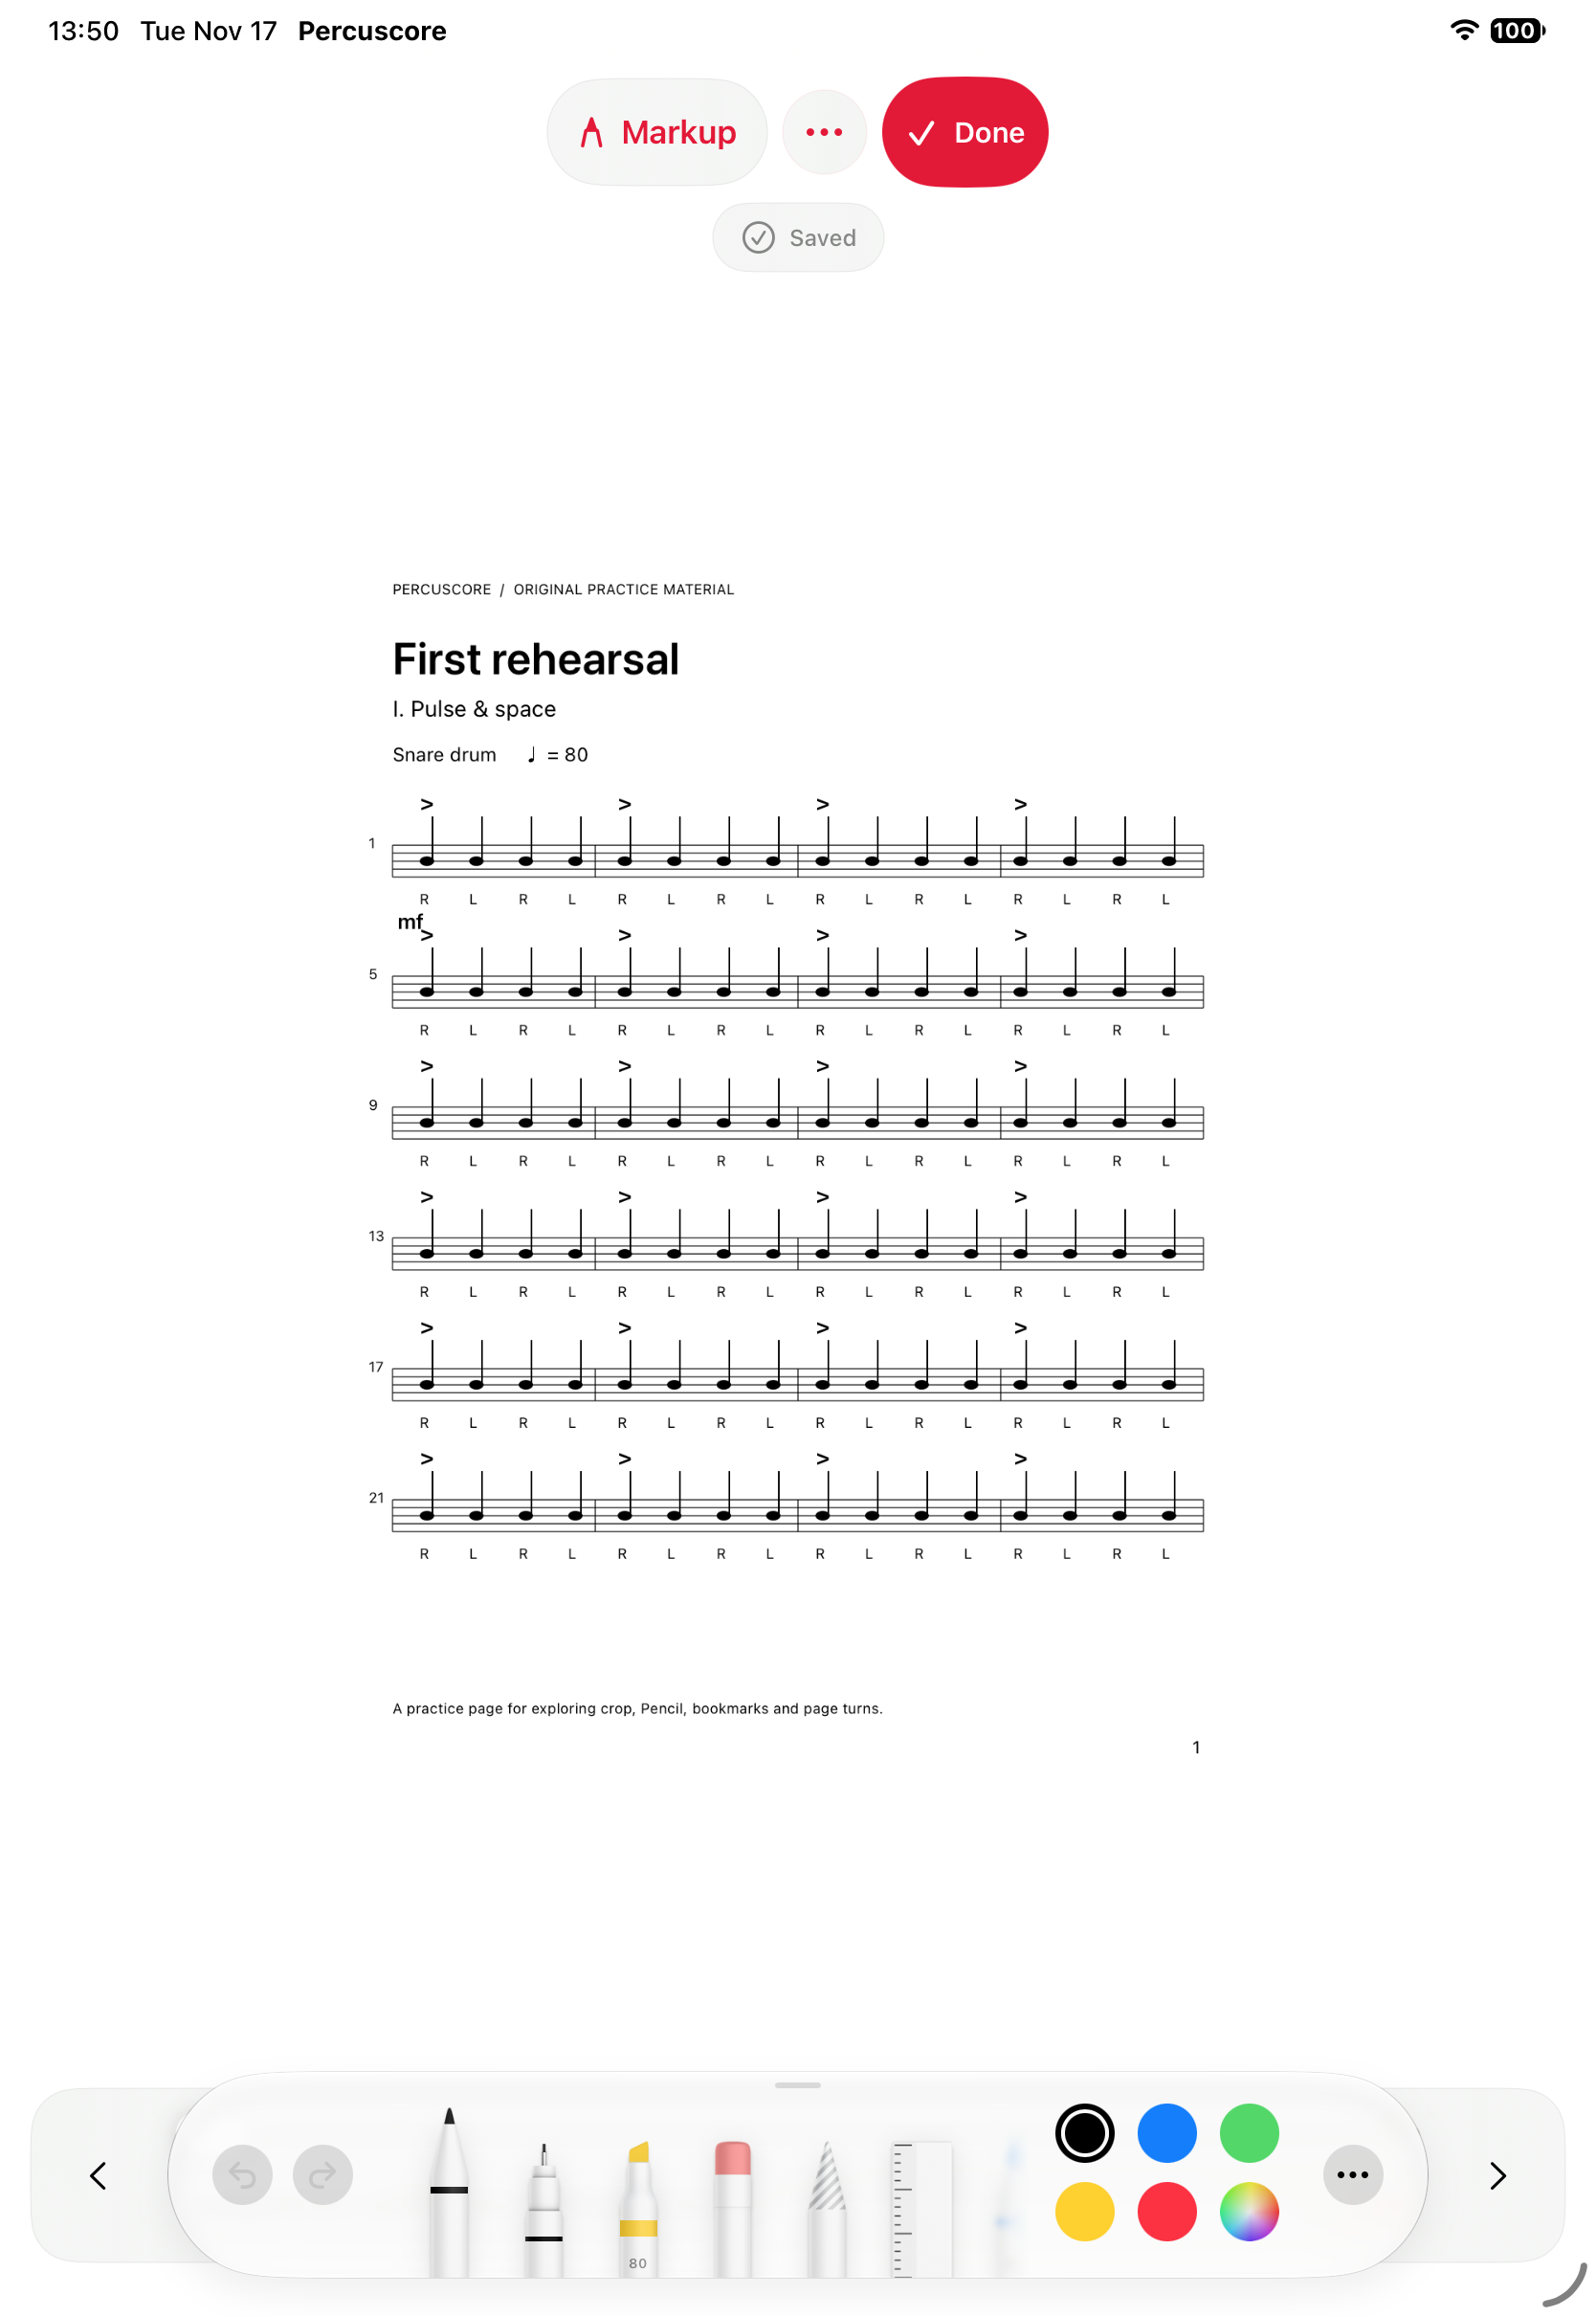 13:50 Tue Nov 17 Percuscore
100
Markup
Done
Saved
PERCUSCORE / ORIGINAL PRACTICE MATERIAL
First rehearsal
I. Pulse & space
Snare drum ♩ = 80
> > > >
1
R L R L R L R L R L R L R L R L
mf
> > > >
5
R L R L R L R L R L R L R L R L
> > > >
9
R L R L R L R L R L R L R L R L
> > > >
13
R L R L R L R L R L R L R L R L
> > > >
17
R L R L R L R L R L R L R L R L
> > > >
21
R L R L R L R L R L R L R L R L
A practice page for exploring crop, Pencil, bookmarks and page turns.
1
80